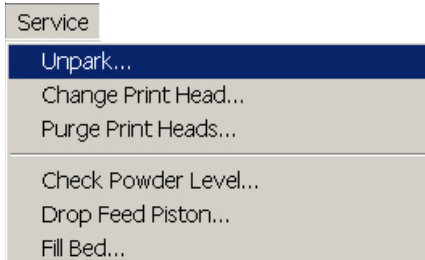 Service
Unpark...
Change Print Head...
Purge Print Heads...
Check Powder Level...
Drop Feed Piston...
Fill Bed...